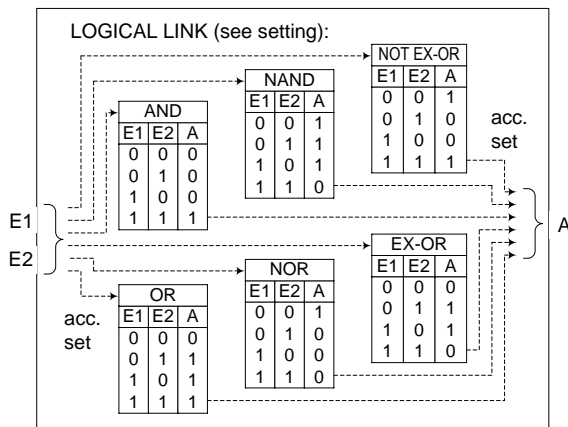 LOGICAL LINK (see setting):
NOT EX-OR
E1 E2 A
0 0 1
0 1 0
1 0 0
1 1 1
NAND
E1 E2 A
0 0 1
0 1 1
1 0 1
1 1 0
AND
E1 E2 A
0 0 0
0 1 0
1 0 0
1 1 1
acc.
set
E1
E2
A
EX-OR
E1 E2 A
0 0 0
0 1 1
1 0 1
1 1 0
NOR
E1 E2 A
0 0 1
0 1 0
1 0 0
1 1 0
OR
E1 E2 A
0 0 0
0 1 1
1 0 1
1 1 1
acc.
set